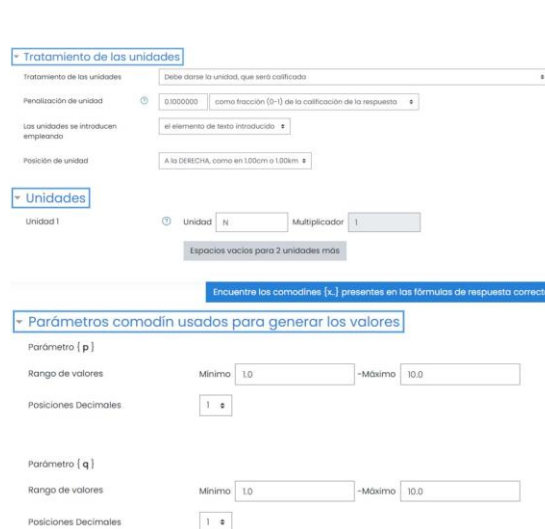 Tratamiento de las unidades
Tratamiento de las unidades Debe darse la unidad, que será calificada
Penalización de unidad 0.1000000 como fracción (0-1) de la calificación de la respuesta
Las unidades se introducen empleando el elemento de texto introducido
Posición de unidad A la DERECHA, como en 1.00cm o 1.00km
Unidades
Unidad 1 Unidad N Multiplicador 1
Espacios vacíos para 2 unidades más
Encuentre los comodines {x..} presentes en las fórmulas de respuesta correct
Parámetros comodín usados para generar los valores
Parámetro { p }
Rango de valores Mínimo 1.0 -Máximo 10.0
Posiciones Decimales 1
Parámetro { q }
Rango de valores Mínimo 1.0 -Máximo 10.0
Posiciones Decimales 1